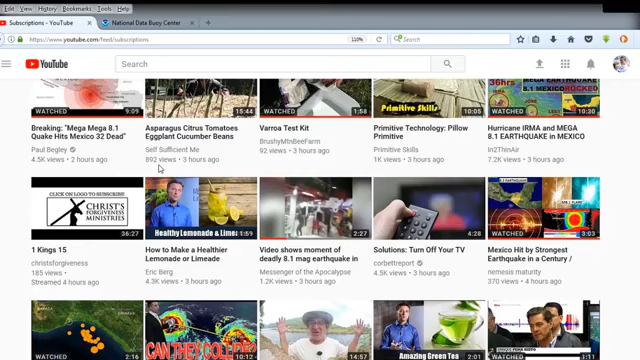 Edit View History Bookmarks Tools Help
Subscriptions - YouTube
National Data Buoy Center
https://www.youtube.com/feed/subscriptions
110%
Search
YouTube
Search
WATCHED
9:09
15:44
WATCHED
1:58
Primitive Skills
10:05
36hrs
MEGA EARTHQUAKE
ROCKED
WATCHED
Breaking: "Mega Mega 8.1
Quake Hits Mexico 32 Dead"
Paul Begley
4.5K views • 2 hours ago
Asparagus Citrus Tomatoes
Eggplant Cucumber Beans
Self Sufficient Me
892 views • 3 hours ago
Varroa Test Kit
BrushyMtnBeeFarm
92 views • 3 hours ago
Primitive Technology: Pillow
Primitive
Primitive Skills
1K views • 3 hours ago
Hurricane IRMA and MEGA
8.1 EARTHQUAKE in MEXICO
In2ThinAir
7.2K views • 3 hours ago
CLICK ON LOGO TO SUBSCRIBE
CHRIST'S
FORGIVENESS
MINISTRIES
36:27
Healthy Lemonade & Limeade
1:59
2:27
4:28
WATCHED
3:03
1 Kings 15
christsforgiveness
185 views •
Streamed 4 hours ago
How to Make a Healthier
Lemonade or Limeade
Eric Berg
4.3K views • 3 hours ago
Video shows moment of
deadly 8.1 mag earthquake in
Messenger of the Apocalypse
1.2K views • 3 hours ago
Solutions: Turn Off Your TV
corbettreport
4.5K views • 3 hours ago
Mexico Hit by Strongest
Earthquake in a Century /
nemesis maturity
370 views • 4 hours ago
WATCHED
2:16
CAN THEY COLLIDE?
10:12
14:57
Amazing Green Tea
2:01
WATCHED
1:11